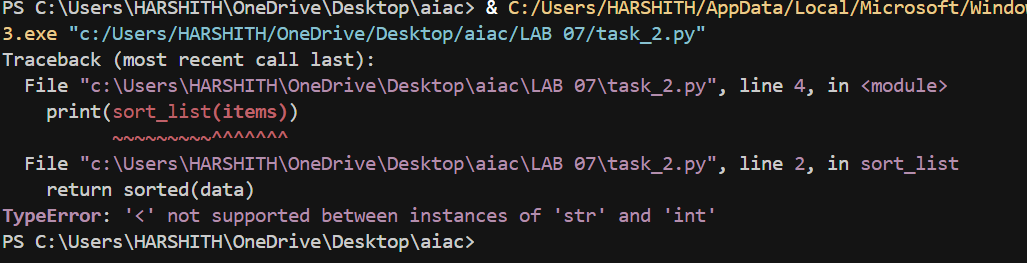 PS C:\Users\HARSHITH\OneDrive\Desktop\aiac> & C:/Users/HARSHITH/AppData/Local/Microsoft/Window
3.exe "c:/Users/HARSHITH/OneDrive/Desktop/aiac/LAB 07/task_2.py"
Traceback (most recent call last):
  File "c:\Users\HARSHITH\OneDrive\Desktop\aiac\LAB 07\task_2.py", line 4, in <module>
    print(sort_list(items))
          ~~~~~~~~~^^^^^^^
  File "c:\Users\HARSHITH\OneDrive\Desktop\aiac\LAB 07\task_2.py", line 2, in sort_list
    return sorted(data)
TypeError: '<' not supported between instances of 'str' and 'int'
PS C:\Users\HARSHITH\OneDrive\Desktop\aiac>